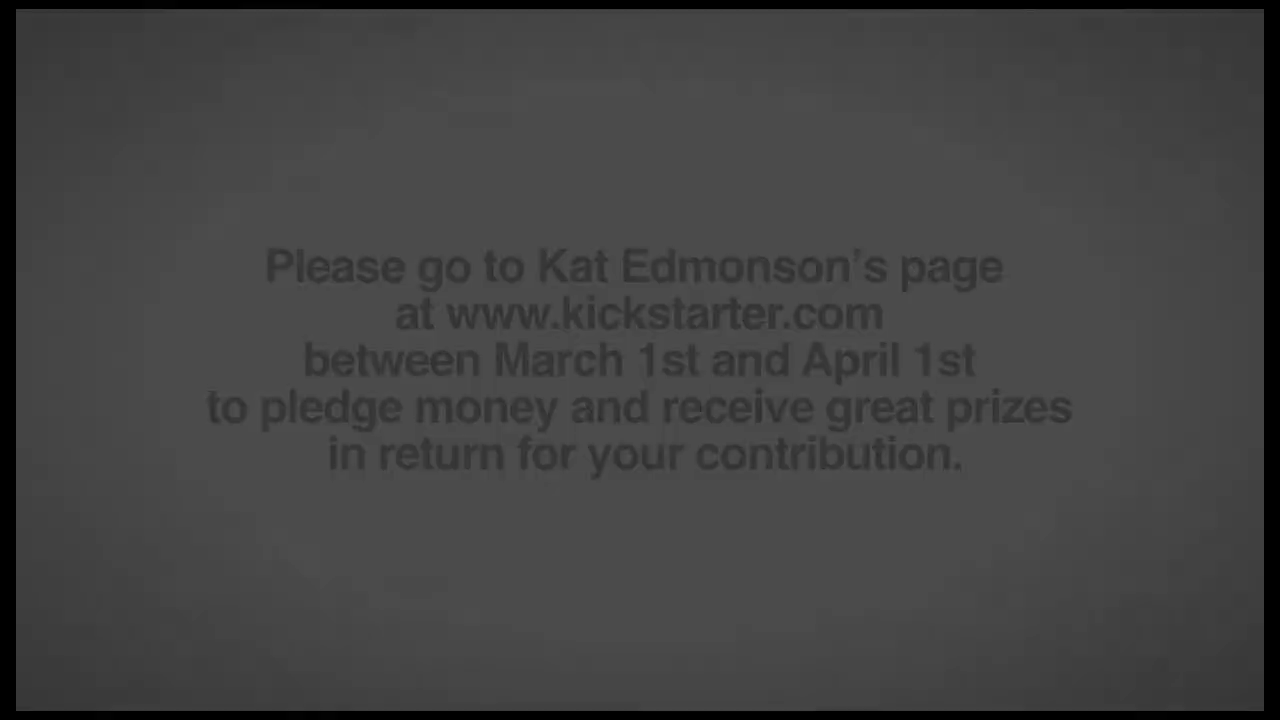 Please go to Kat Edmonson’s page
at www.kickstarter.com
between March 1st and April 1st
to pledge money and receive great prizes
in return for your contribution.